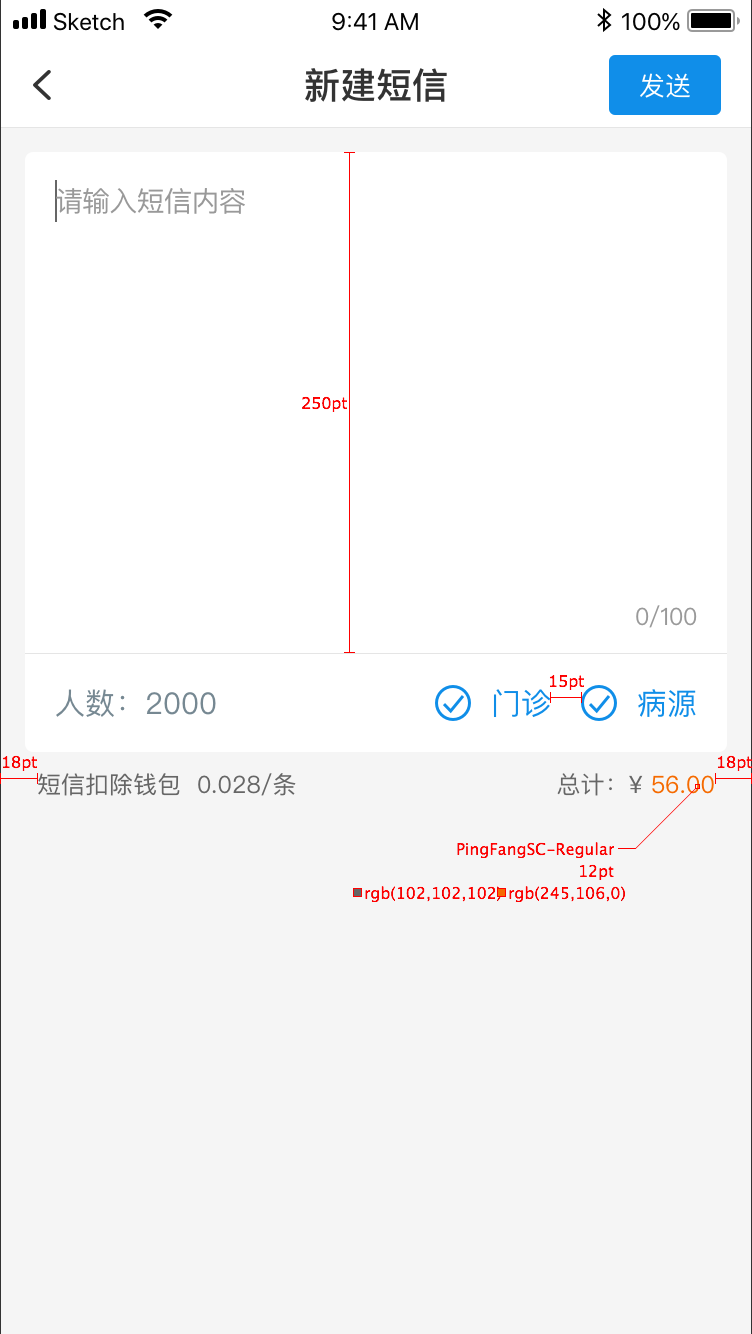 Sketch 9:41 AM 100%
新建短信 发送
请输入短信内容
250pt
0/100
15pt
人数：2000 门诊 病源
18pt 18pt
短信扣除钱包 0.028/条 总计：¥ 56.00
PingFangSC-Regular
12pt
rgb(102,102,102) rgb(245,106,0)